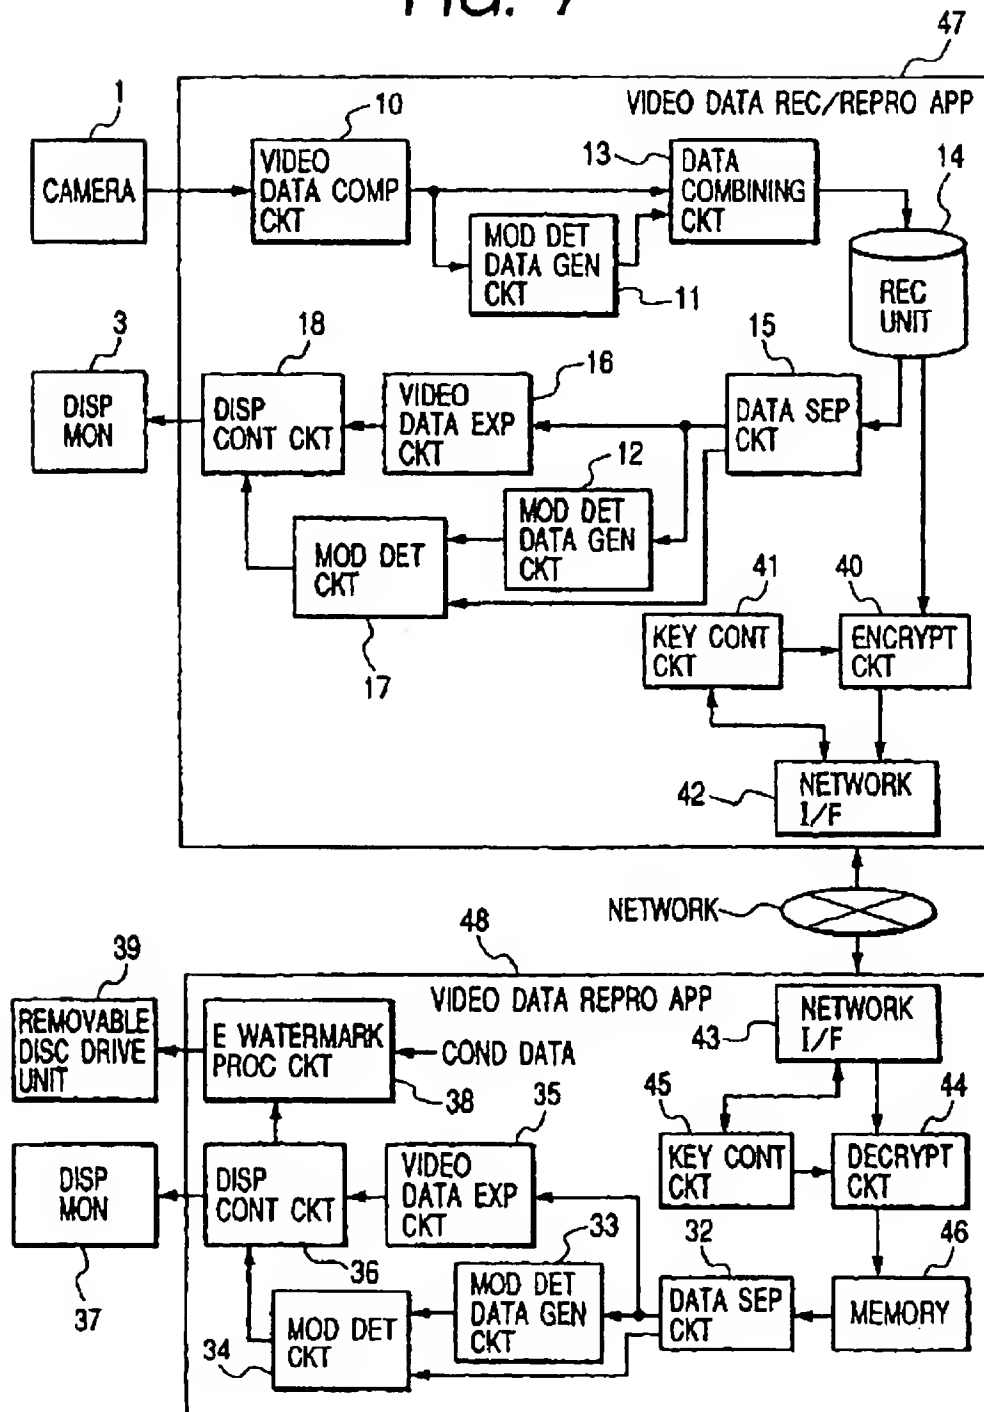 FIG. 7
47
VIDEO DATA REC/REPRO APP
1
CAMERA
10
VIDEO
DATA COMP
CKT
13
DATA
COMBINING
CKT
14
REC
UNIT
MOD DET
DATA GEN
CKT
11
3
DISP
MON
18
DISP
CONT CKT
16
VIDEO
DATA EXP
CKT
15
DATA SEP
CKT
12
MOD DET
DATA GEN
CKT
MOD DET
CKT
17
41
KEY CONT
CKT
40
ENCRYPT
CKT
42
NETWORK
I/F
NETWORK
48
VIDEO DATA REPRO APP
39
REMOVABLE
DISC DRIVE
UNIT
E WATERMARK
PROC CKT
38
COND DATA
43
NETWORK
I/F
45
KEY CONT
CKT
44
DECRYPT
CKT
DISP
MON
37
DISP
CONT CKT
36
35
VIDEO
DATA EXP
CKT
33
MOD DET
DATA GEN
CKT
32
DATA SEP
CKT
46
MEMORY
34
MOD DET
CKT